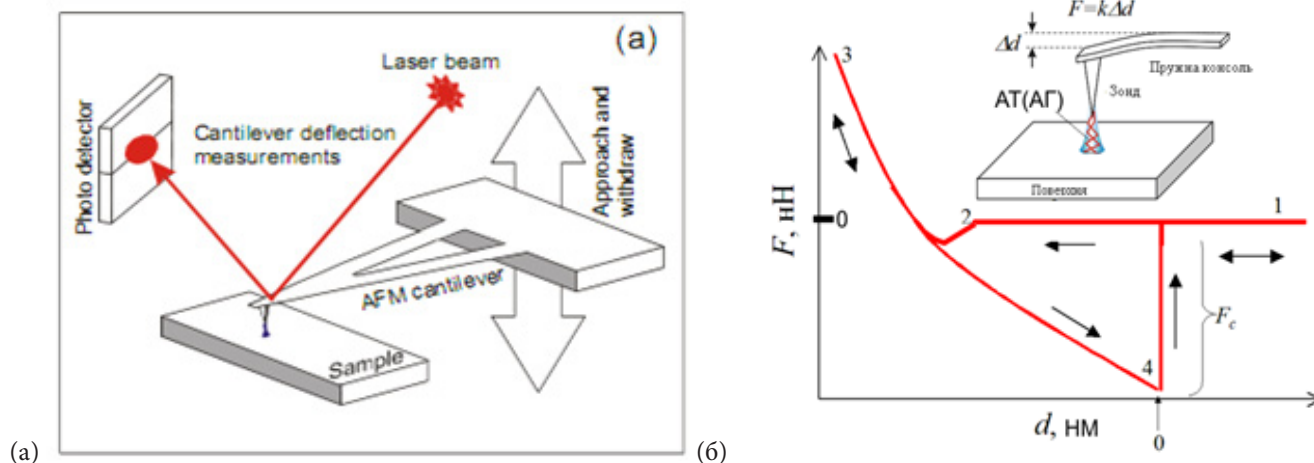 (a)
Laser beam
Photo detector
Cantilever deflection
measurements
Approach and
withdraw
AFM cantilever
Sample
(а)
F=kΔd
Δd
Пружна консоль
Зонд
АТ(АГ)
Поверхня
3
2
1
0
F, нН
F_c
4
d, нм
0
(б)